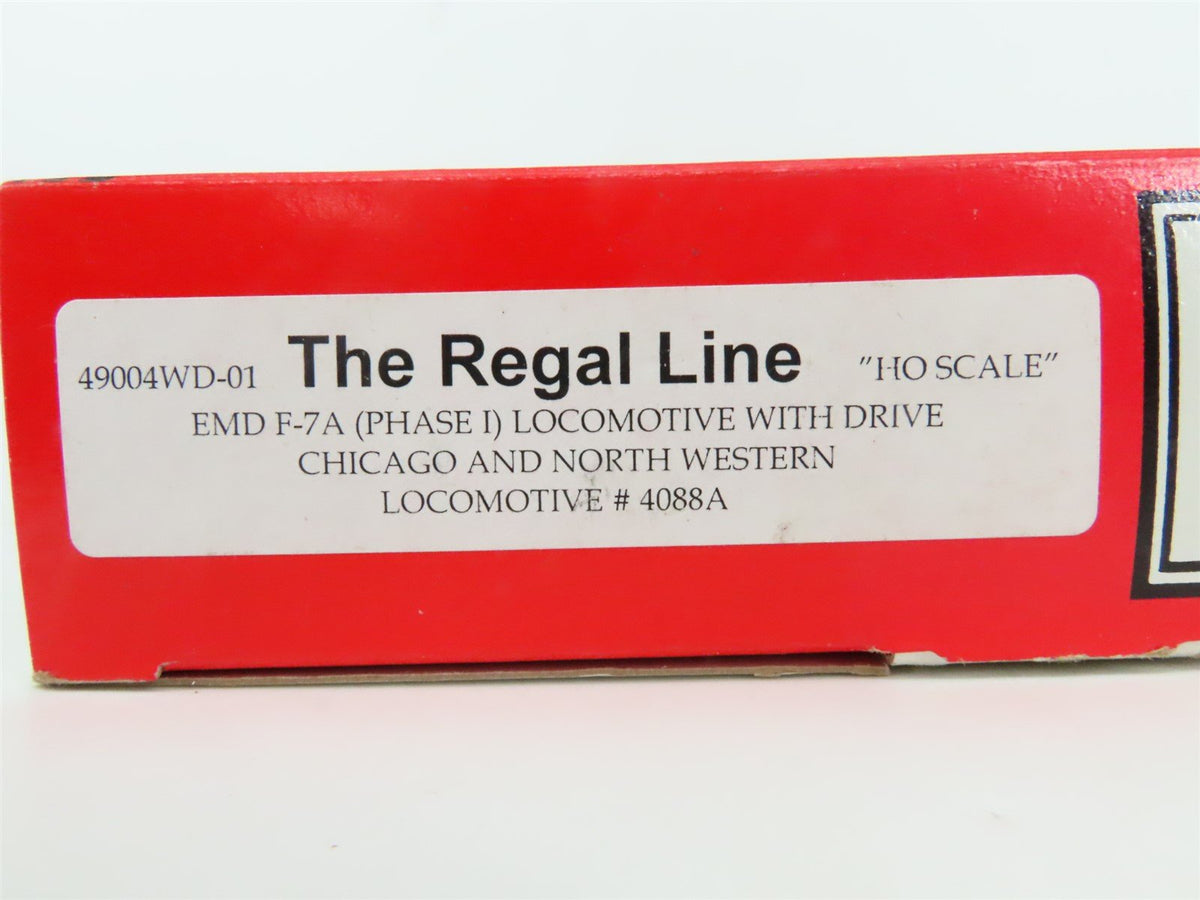 49004WD-01 The Regal Line "HO SCALE"
EMD F-7A (PHASE I) LOCOMOTIVE WITH DRIVE
CHICAGO AND NORTH WESTERN
LOCOMOTIVE # 4088A